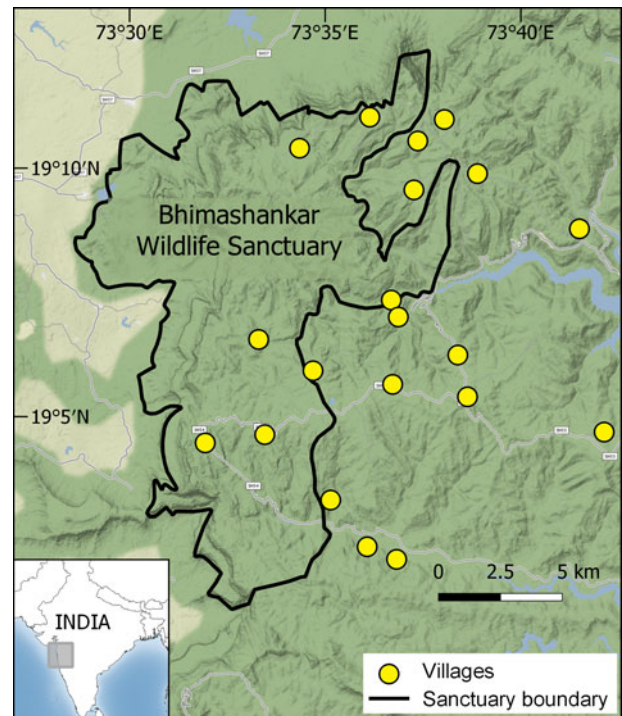 73°30′E
73°35′E
73°40′E
19°10′N
Bhimashankar
Wildlife Sanctuary
19°5′N
0 2.5 5 km
INDIA
Villages
Sanctuary boundary